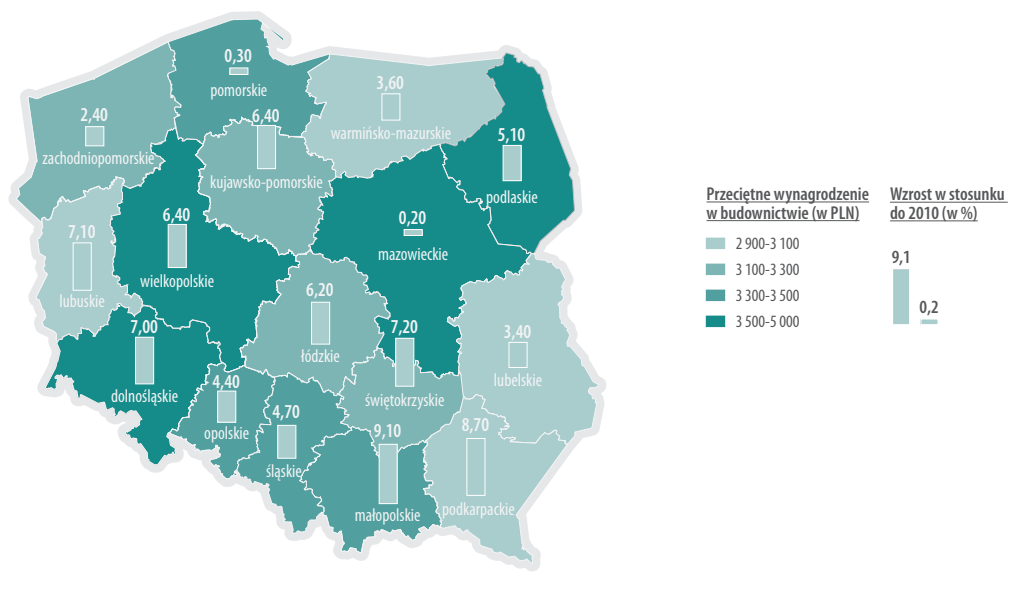 0,30
pomorskie
3,60
warmińsko-mazurskie
2,40
zachodniopomorskie
6,40
kujawsko-pomorskie
5,10
podlaskie
7,10
lubuskie
6,40
wielkopolskie
0,20
mazowieckie
6,20
łódzkie
7,00
dolnośląskie
7,20
świętokrzyskie
3,40
lubelskie
4,40
opolskie
4,70
śląskie
9,10
małopolskie
8,70
podkarpackie
Przeciętne wynagrodzenie
w budownictwie (w PLN)
2 900-3 100
3 100-3 300
3 300-3 500
3 500-5 000
Wzrost w stosunku
do 2010 (w %)
9,1
0,2